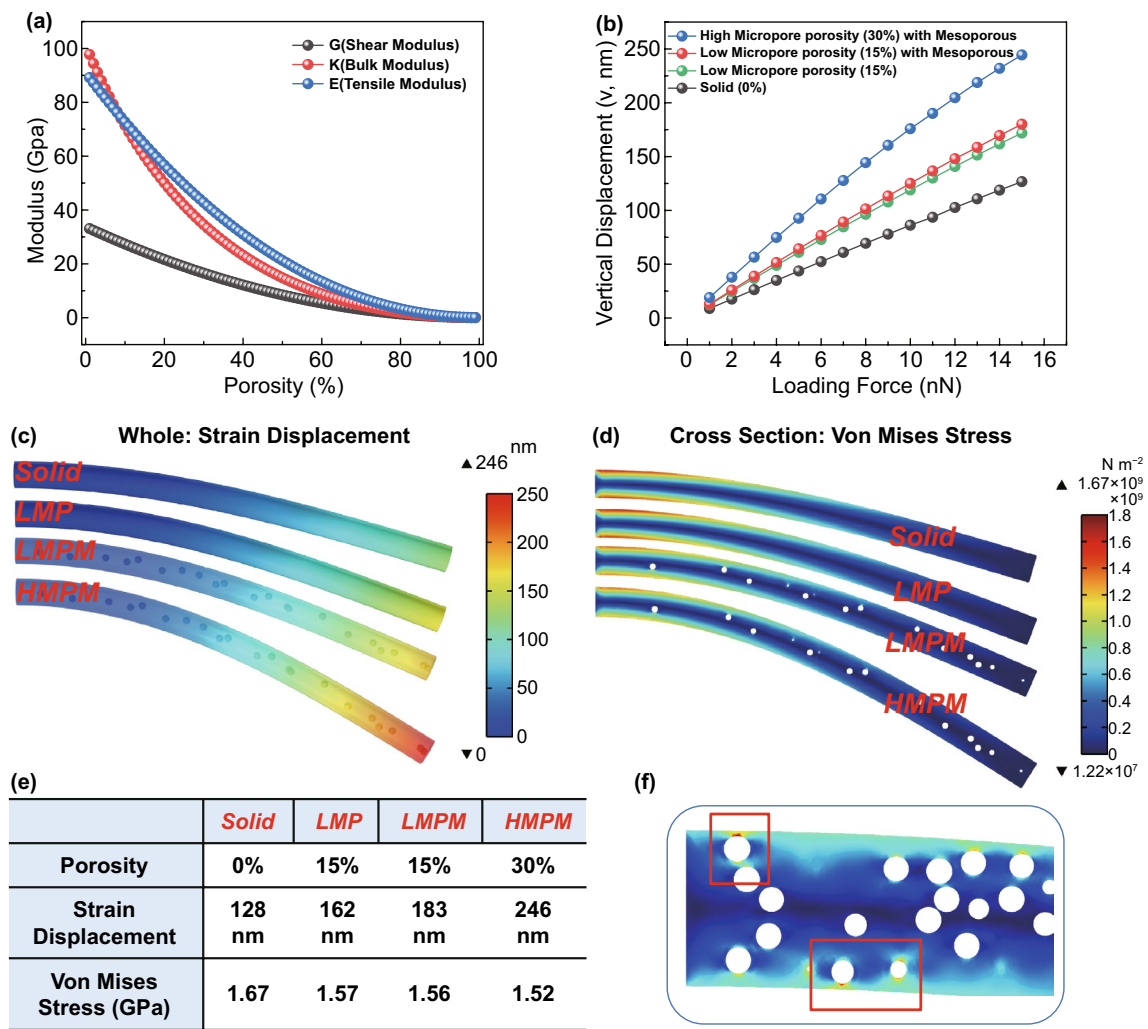 (a)
G(Shear Modulus)
K(Bulk Modulus)
E(Tensile Modulus)
100
80
60
40
20
0
Modulus (Gpa)
0 20 40 60 80 100
Porosity (%)
(b)
High Micropore porosity (30%) with Mesoporous
Low Micropore porosity (15%) with Mesoporous
Low Micropore porosity (15%)
Solid (0%)
250
200
150
100
50
0
Vertical Displacement (v, nm)
0 2 4 6 8 10 12 14 16
Loading Force (nN)
(c) Whole: Strain Displacement
nm
▲ 246
250
200
150
100
50
0
▼ 0
Solid
LMP
LMPM
HMPM
(d) Cross Section: Von Mises Stress
N m⁻²
▲ 1.67×10⁹
×10⁹
1.8
1.6
1.4
1.2
1
0.8
0.6
0.4
0.2
▼ 1.22×10⁷
Solid
LMP
LMPM
HMPM
(e)
Solid LMP LMPM HMPM
Porosity 0% 15% 15% 30%
Strain 128 162 183 246
Displacement nm nm nm nm
Von Mises
Stress (GPa) 1.67 1.57 1.56 1.52
(f)